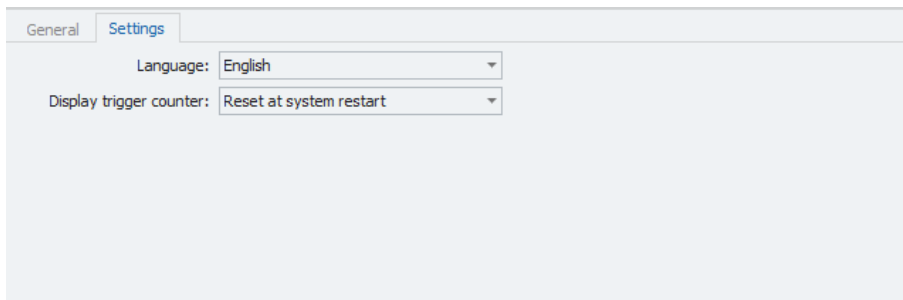 General Settings
Language: English
Display trigger counter: Reset at system restart